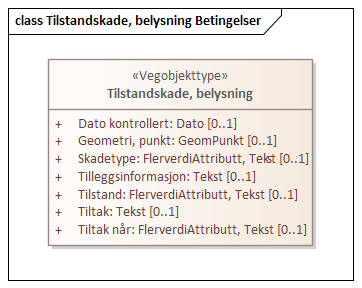 class Tilstandskade, belysning Betingelser
«Vegobjekttype»
Tilstandskade, belysning
+ Dato kontrollert: Dato [0..1]
+ Geometri, punkt: GeomPunkt [0..1]
+ Skadetype: FlerverdiAttributt, Tekst [0..1]
+ Tilleggsinformasjon: Tekst [0..1]
+ Tilstand: FlerverdiAttributt, Tekst [0..1]
+ Tiltak: Tekst [0..1]
+ Tiltak når: FlerverdiAttributt, Tekst [0..1]